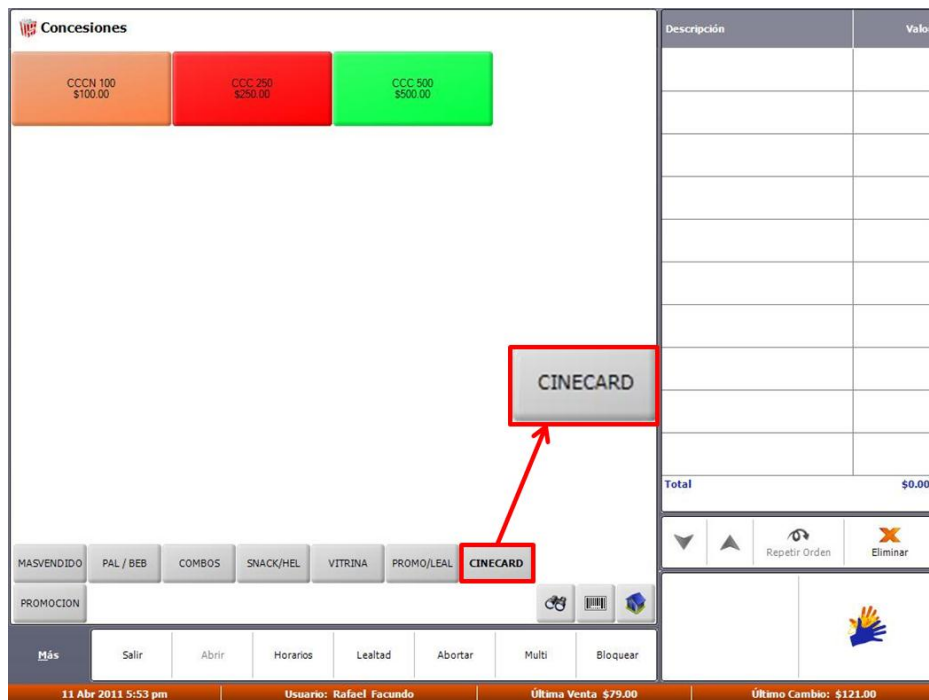 Concesiones
Descripción Valo
CCCN 100
$100.00
CCC 250
$250.00
CCC 500
$500.00
CINECARD
Total $0.00
Repetir Orden Eliminar
MASVENDIDO PAL / BEB COMBOS SNACK/HEL VITRINA PROMO/LEAL CINECARD
PROMOCION
Más Salir Abrir Horarios Lealtad Abortar Multi Bloquear
11 Abr 2011 5:53 pm Usuario: Rafael Facundo Última Venta $79.00 Último Cambio: $121.00